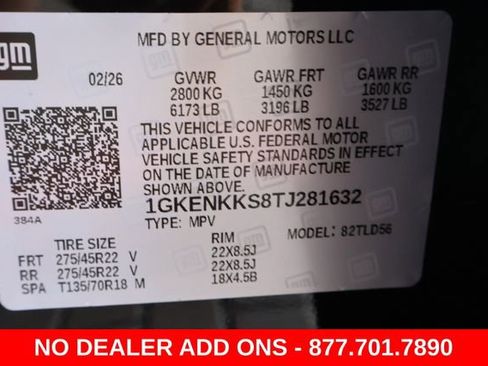 gm
MFD BY GENERAL MOTORS LLC
02/26 GVWR GAWR FRT GAWR RR
2800 KG 1450 KG 1600 KG
6173 LB 3196 LB 3527 LB
THIS VEHICLE CONFORMS TO ALL
APPLICABLE U.S. FEDERAL MOTOR
VEHICLE SAFETY STANDARDS IN EFFECT
ON THE DATE OF MANUFACTURE
SHOWN ABOVE.
384A
1GKENKKS8TJ281632
TYPE: MPV MODEL: 82TLD56
TIRE SIZE RIM
FRT 275/45R22 V 22X8.5J
RR 275/45R22 V 22X8.5J
SPA T135/70R18 M 18X4.5B
NO DEALER ADD ONS - 877.701.7890